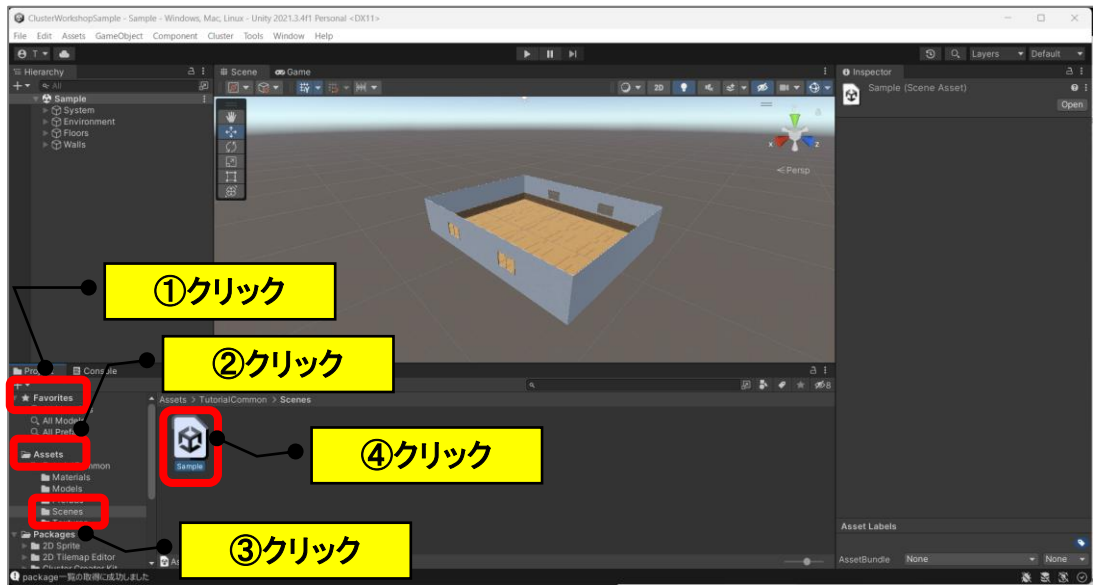 ClusterWorkshopSample - Sample - Windows, Mac, Linux - Unity 2021.3.4f1 Personal <DX11>
File Edit Assets GameObject Component Cluster Tools Window Help
T
Layers
Default
Hierarchy
All
Sample
System
Environment
Floors
Walls
Scene
Game
2D
x
z
Persp
Inspector
Sample (Scene Asset)
Open
①クリック
②クリック
③クリック
④クリック
Console
Favorites
All Models
Assets
Materials
Models
Scenes
Packages
2D Sprite
2D Tilemap Editor
Assets > TutorialCommon > Scenes
8
Sample
Asset Labels
AssetBundle None None
package一覧の取得に成功しました